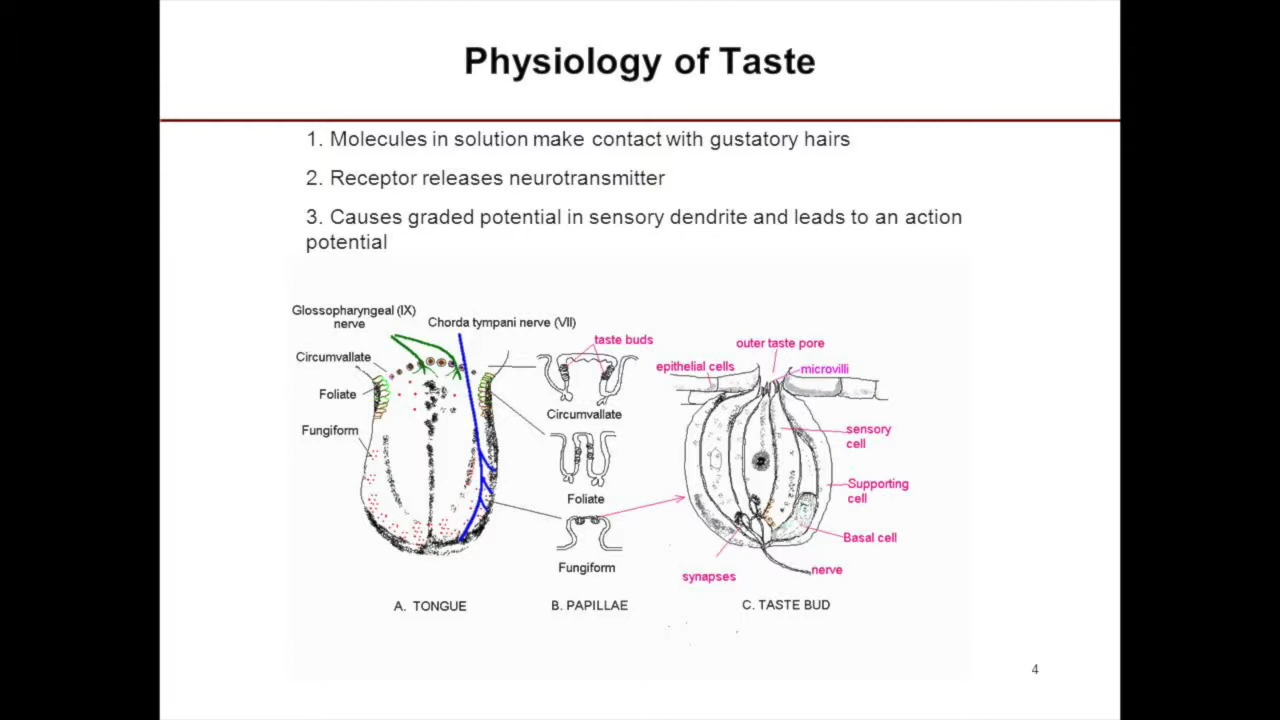 Physiology of Taste
1. Molecules in solution make contact with gustatory hairs
2. Receptor releases neurotransmitter
3. Causes graded potential in sensory dendrite and leads to an action
potential
Glossopharyngeal (IX)
nerve
Chorda tympani nerve (VII)
Circumvallate
Foliate
Fungiform
taste buds
Circumvallate
Foliate
Fungiform
outer taste pore
epithelial cells
microvilli
sensory
cell
Supporting
cell
Basal cell
nerve
synapses
A. TONGUE
B. PAPILLAE
C. TASTE BUD
4